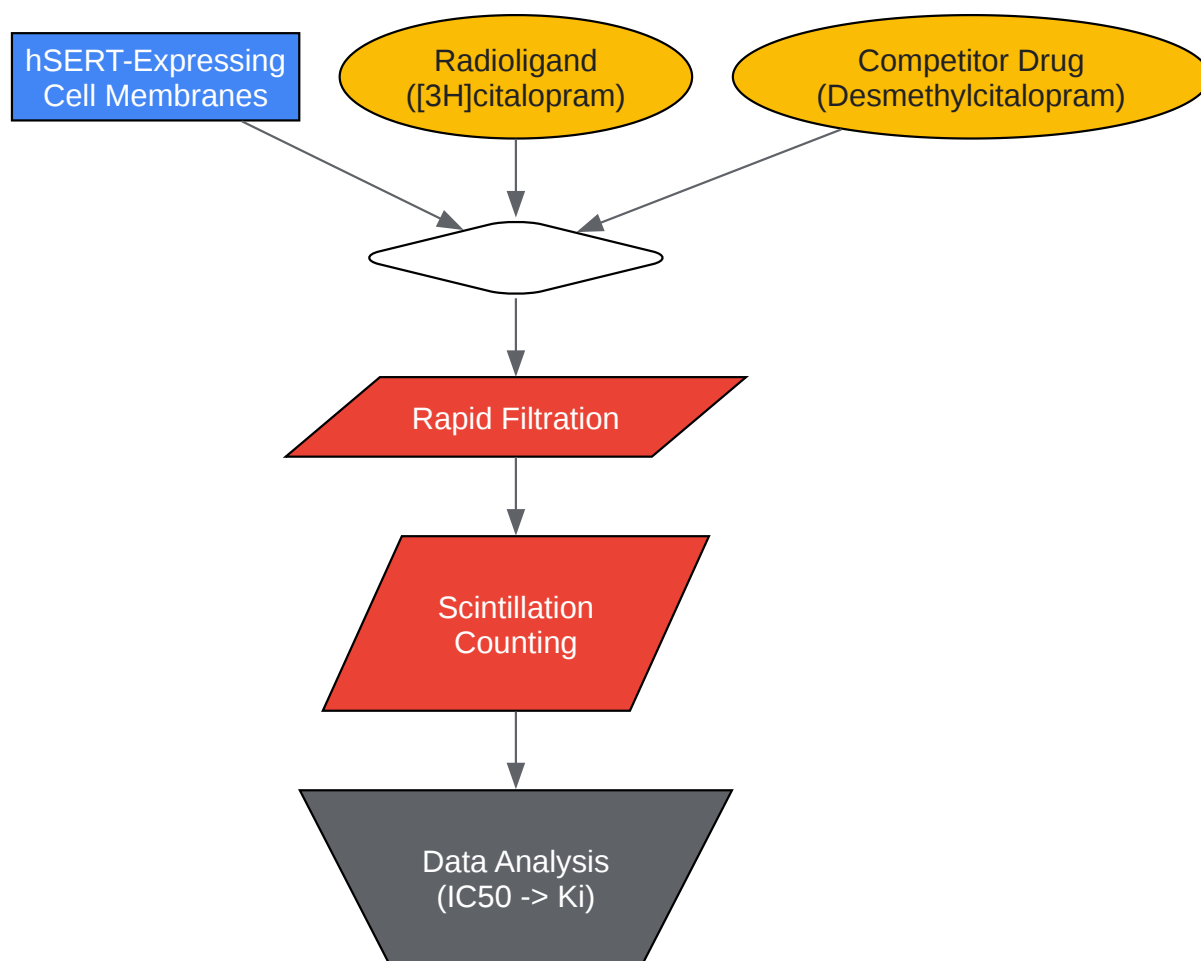 hSERT-Expressing
Cell Membranes
Radioligand
([3H]citalopram)
Competitor Drug
(Desmethylcitalopram)
Rapid Filtration
Scintillation
Counting
Data Analysis
(IC50 -> Ki)